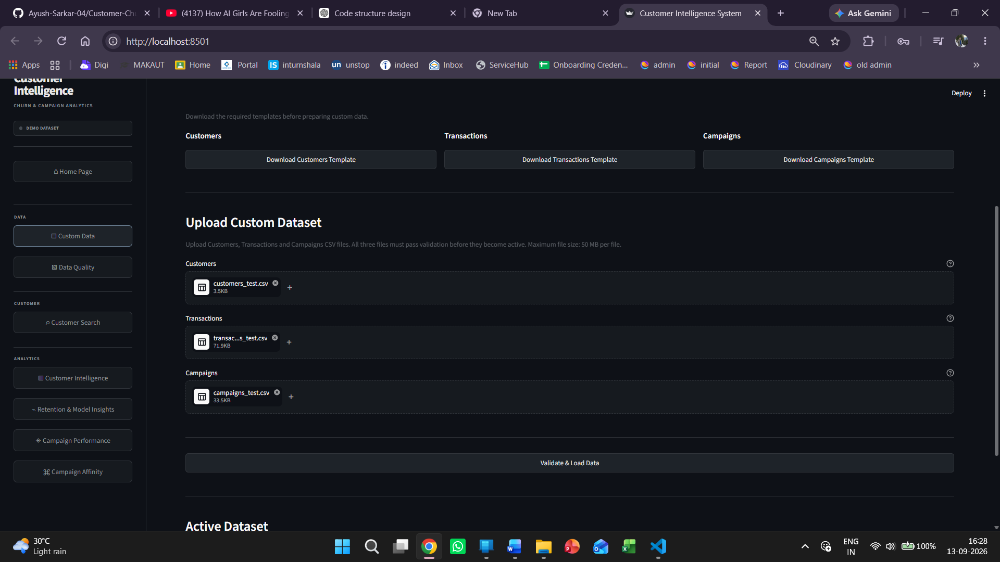 Ayush-Sarkar-04/Customer-Chu
(4137) How AI Girls Are Fooling
Code structure design
New Tab
Customer Intelligence System
Ask Gemini
http://localhost:8501
Apps
Digi
MAKAUT
Home
Portal
IS inturnshala
un unstop
indeed
Inbox
ServiceHub
Onboarding Creden...
admin
initial
Report
Cloudinary
old admin
Customer
Intelligence
CHURN & CAMPAIGN ANALYTICS
DEMO DATASET
Home Page
DATA
Custom Data
Data Quality
CUSTOMER
Customer Search
ANALYTICS
Customer Intelligence
Retention & Model Insights
Campaign Performance
Campaign Affinity
Deploy
Download the required templates before preparing custom data.
Customers
Transactions
Campaigns
Download Customers Template
Download Transactions Template
Download Campaigns Template
Upload Custom Dataset
Upload Customers, Transactions and Campaigns CSV files. All three files must pass validation before they become active. Maximum file size: 50 MB per file.
Customers
customers_test.csv
3.5KB
Transactions
transac...s_test.csv
71.9KB
Campaigns
campaigns_test.csv
33.5KB
Validate & Load Data
Active Dataset
30°C
Light rain
ENG
IN
100%
16:28
13-09-2026